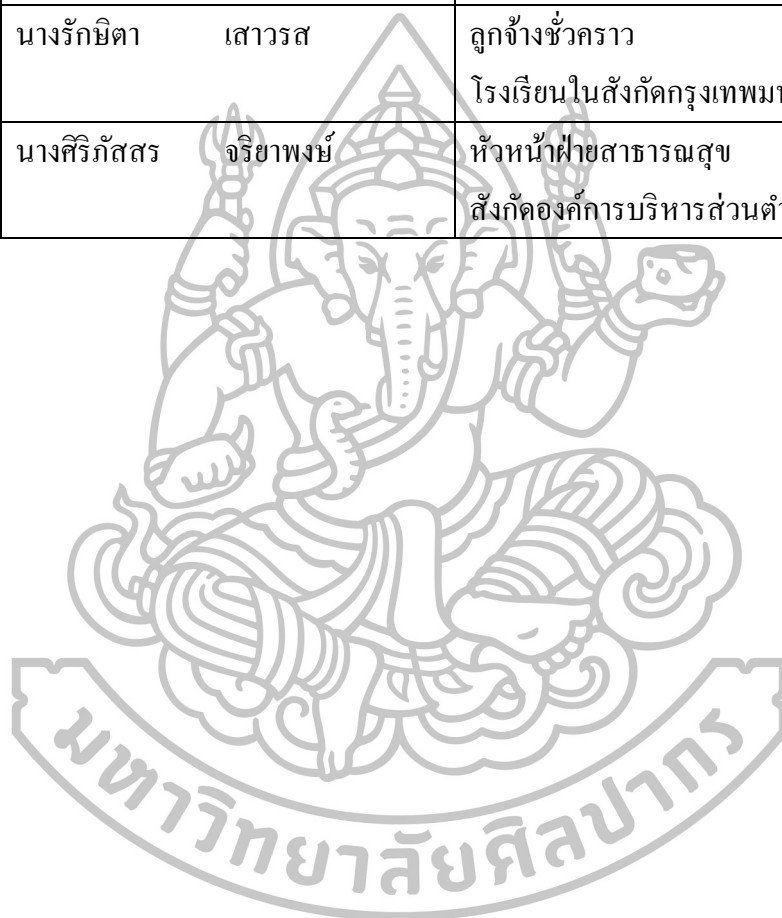 นางรักษิตา เสาวรส ลูกจ้างชั่วคราว
โรงเรียนในสังกัดกรุงเทพม
นางศิริภัสสร จริยาพงษ์ หัวหน้าฝ่ายสาธารณสุข
สังกัดองค์การบริหารส่วนตำ
มหาวิทยาลัยศิลปากร